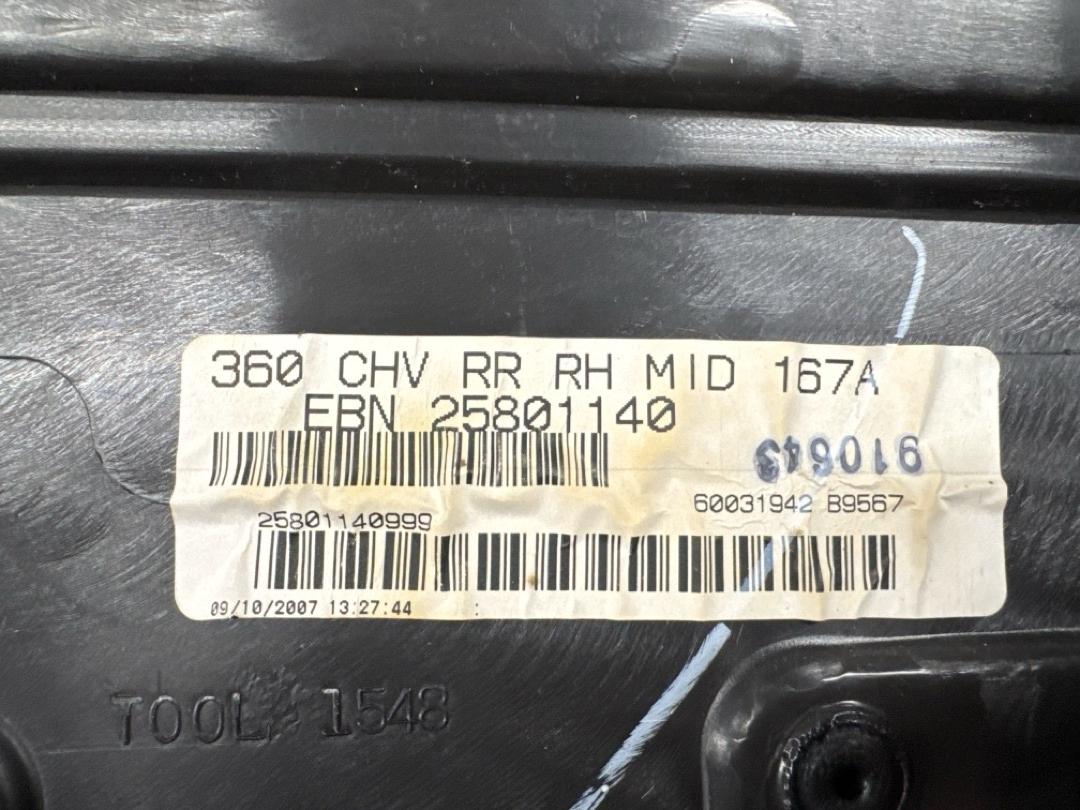 360 CHV RR RH MID 167A
EBN 25801140
910643
60031942 B9567
25801140999
09/10/2007 13:27:44 :
TOOL 1548